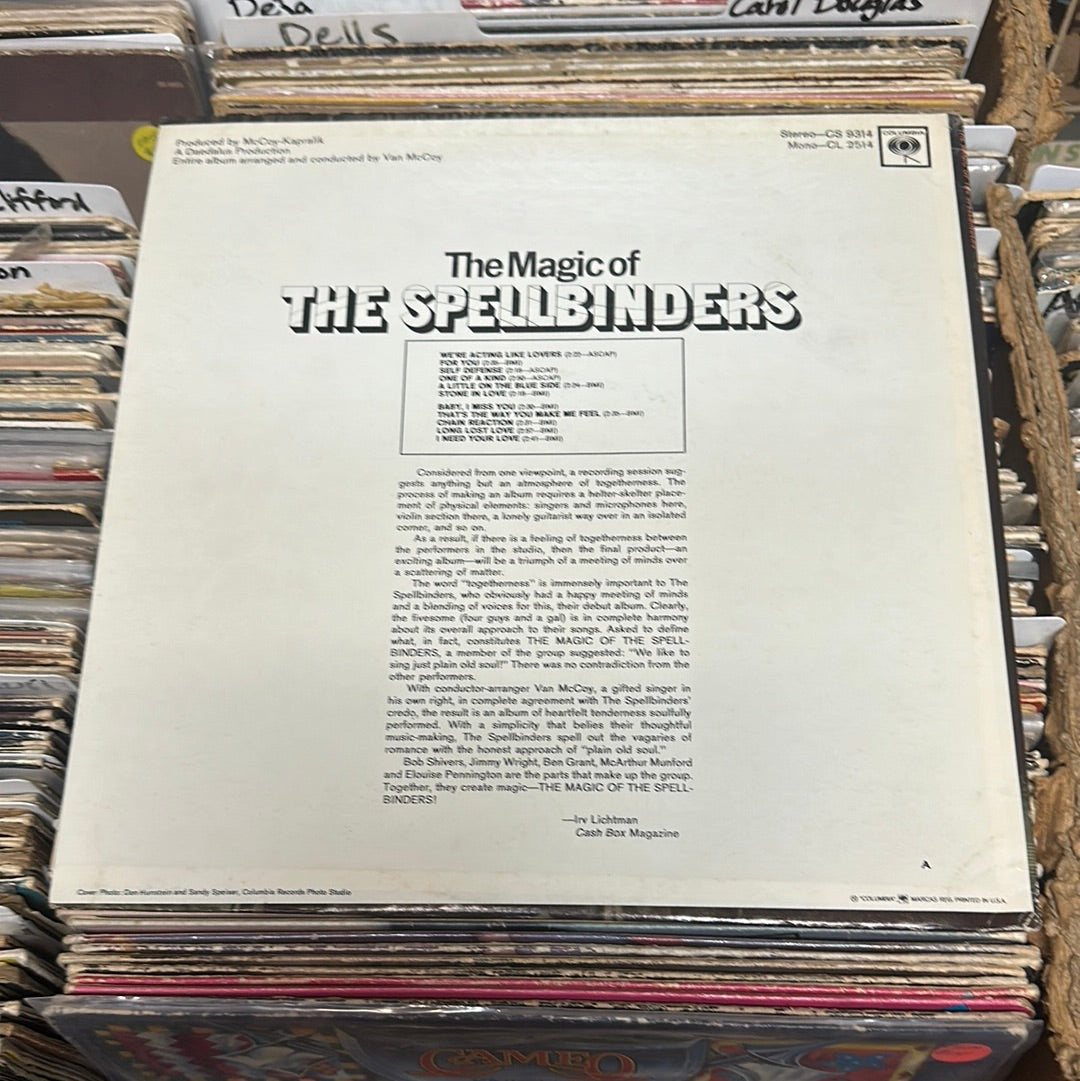 Dells
Carol Douglas
lifford
on
Produced by McCoy-Kapralik
A Daedalus Production
Entire album arranged and conducted by Van McCoy
Stereo—CS 9314
Mono—CL 2514
COLUMBIA
The Magic of
THE SPELLBINDERS
WE'RE ACTING LIKE LOVERS
FOR YOU
SELF DEFENSE
ONE OF A KIND
A LITTLE ON THE BLUE SIDE
STONE IN LOVE
BABY, I MISS YOU
THAT'S THE WAY YOU MAKE ME FEEL
CHAIN REACTION
LONG LOST LOVE
I NEED YOUR LOVE
Considered from one viewpoint, a recording session sug-
gests anything but an atmosphere of togetherness. The
process of making an album requires a helter-skelter place-
ment of physical elements: singers and microphones here,
violin section there, a lonely guitarist way over in an isolated
corner, and so on.
As a result, if there is a feeling of togetherness between
the performers in the studio, then the final product—an
exciting album—will be a triumph of a meeting of minds over
a scattering of matter.
The word "togetherness" is immensely important to The
Spellbinders, who obviously had a happy meeting of minds
and a blending of voices for this, their debut album. Clearly,
the fivesome (four guys and a gal) is in complete harmony
about its overall approach to their songs. Asked to define
what, in fact, constitutes THE MAGIC OF THE SPELL-
BINDERS, a member of the group suggested: "We like to
sing just plain old soul!" There was no contradiction from the
other performers.
With conductor-arranger Van McCoy, a gifted singer in
his own right, in complete agreement with The Spellbinders'
credo, the result is an album of heartfelt tenderness soulfully
performed. With a simplicity that belies their thoughtful
music-making, The Spellbinders spell out the vagaries of
romance with the honest approach of "plain old soul."
Bob Shivers, Jimmy Wright, Ben Grant, McArthur Munford
and Elouise Pennington are the parts that make up the group.
Together, they create magic—THE MAGIC OF THE SPELL-
BINDERS!
—Irv Lichtman
Cash Box Magazine
A
Cover Photo: Don Hunstein and Sandy Speiser, Columbia Records Photo Studio
® "COLUMBIA" MARCAS REG. PRINTED IN U.S.A.
CAMEO